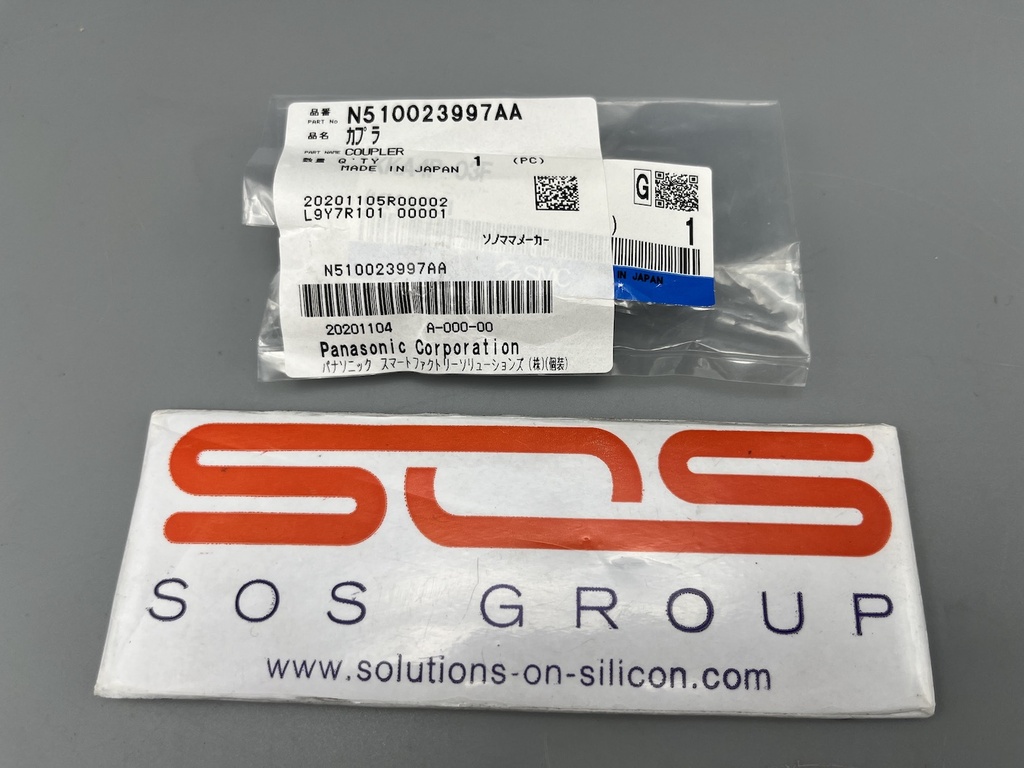 品番
PART No N510023997AA
品名 カプラ
PART NAME COUPLER
数量 Q'TY 1 (PC)
MADE IN JAPAN
20201105R00002
L9Y7R101 00001
ソノママメーカー
N510023997AA
20201104 A-000-00
Panasonic Corporation
パナソニック スマートファクトリーソリューションズ(株)(個装)
G
) 1
IN JAPAN
SOS
SOS GROUP
www.solutions-on-silicon.com